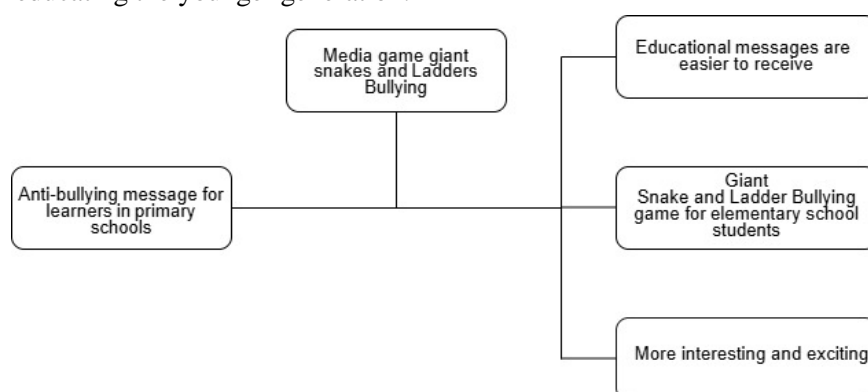 Media game giant
snakes and Ladders
Bullying
Educational messages are
easier to receive
Anti-bullying message for
learners in primary
schools
Giant
Snake and Ladder Bullying
game for elementary school
students
More interesting and exciting